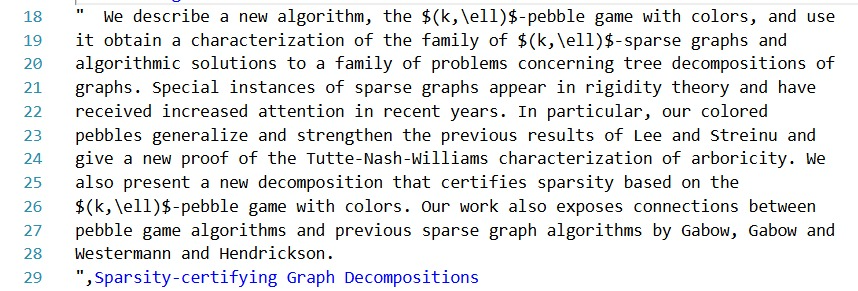 18 "  We describe a new algorithm, the $(k,\ell)$-pebble game with colors, and use
19 it obtain a characterization of the family of $(k,\ell)$-sparse graphs and
20 algorithmic solutions to a family of problems concerning tree decompositions of
21 graphs. Special instances of sparse graphs appear in rigidity theory and have
22 received increased attention in recent years. In particular, our colored
23 pebbles generalize and strengthen the previous results of Lee and Streinu and
24 give a new proof of the Tutte-Nash-Williams characterization of arboricity. We
25 also present a new decomposition that certifies sparsity based on the
26 $(k,\ell)$-pebble game with colors. Our work also exposes connections between
27 pebble game algorithms and previous sparse graph algorithms by Gabow, Gabow and
28 Westermann and Hendrickson.
29 ",Sparsity-certifying Graph Decompositions